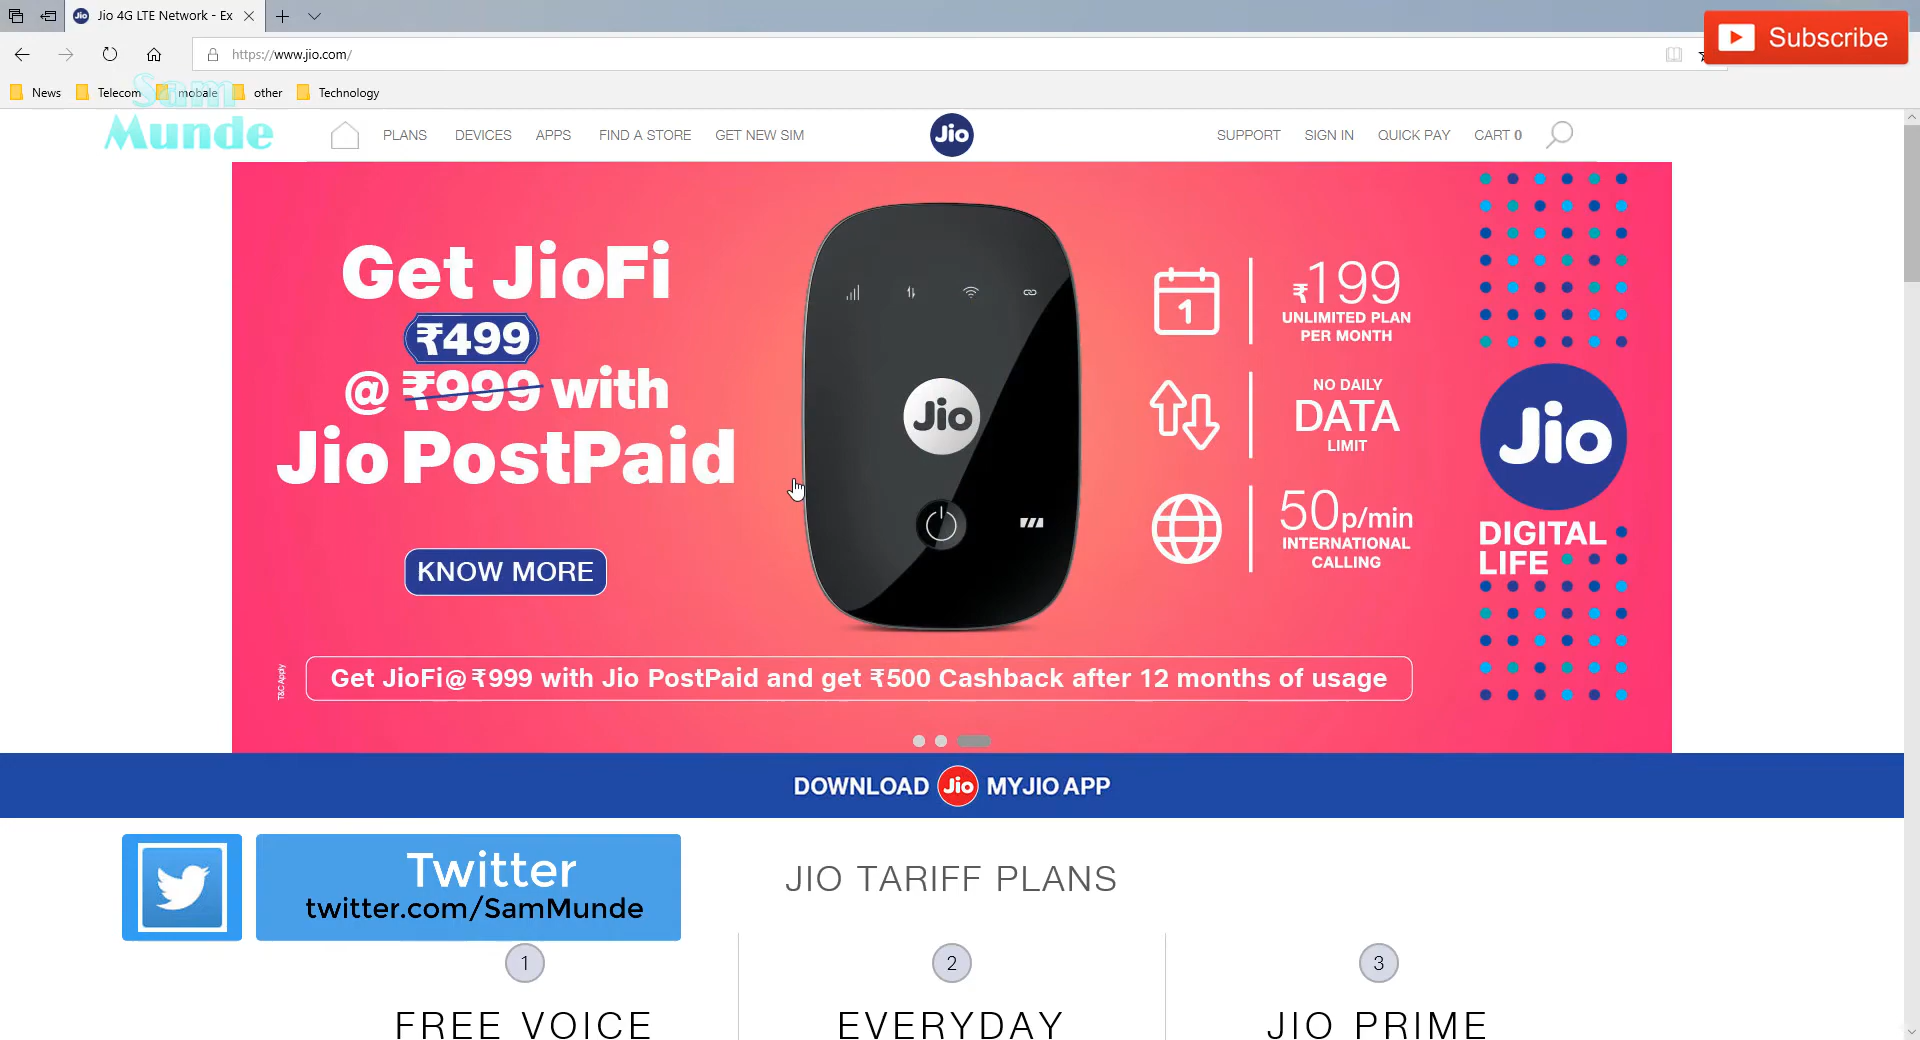 Jio 4G LTE Network - Ex
Subscribe
https://www.jio.com/
News
Telecom
mobale
other
Technology
Sam
Munde
PLANS
DEVICES
APPS
FIND A STORE
GET NEW SIM
Jio
SUPPORT
SIGN IN
QUICK PAY
CART 0
Get JioFi
₹499
@ ₹999 with
Jio PostPaid
KNOW MORE
Jio
1
₹199
UNLIMITED PLAN
PER MONTH
NO DAILY
DATA
LIMIT
50p/min
INTERNATIONAL
CALLING
Jio
DIGITAL
LIFE
T&C Apply
Get JioFi@ ₹999 with Jio PostPaid and get ₹500 Cashback after 12 months of usage
DOWNLOAD Jio MYJIO APP
Twitter
twitter.com/SamMunde
JIO TARIFF PLANS
1
FREE VOICE
2
EVERYDAY
3
JIO PRIME